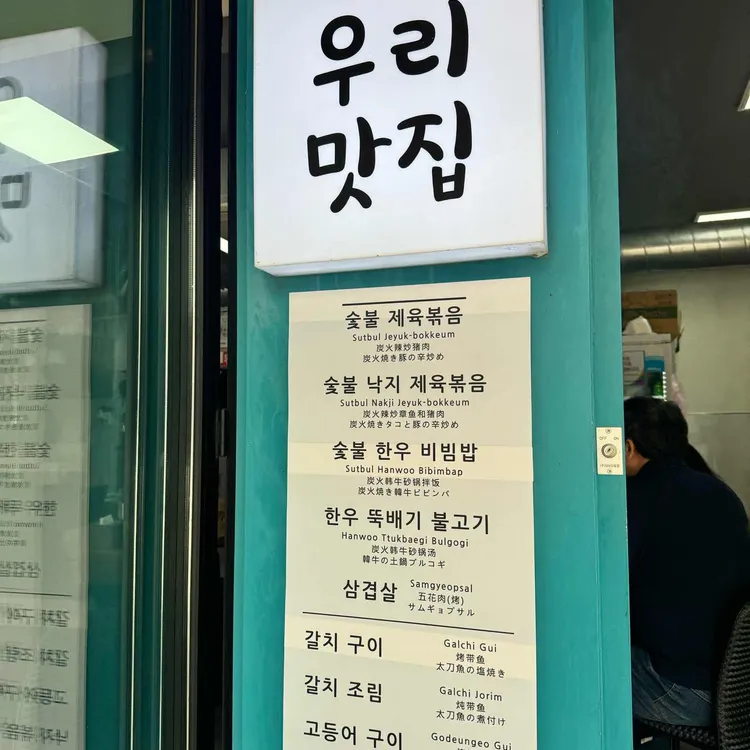 우리
맛집
숯불 제육볶음
Sutbul Jeyuk-bokkeum
炭火辣炒猪肉
炭火焼き豚の辛炒め
숯불 낙지 제육볶음
Sutbul Nakji Jeyuk-bokkeum
炭火辣炒章鱼和猪肉
炭火焼きタコと豚の辛炒め
숯불 한우 비빔밥
Sutbul Hanwoo Bibimbap
炭火韩牛砂锅拌饭
炭火焼き韓牛ビビンバ
한우 뚝배기 불고기
Hanwoo Ttukbaegi Bulgogi
炭火韩牛砂锅汤
韓牛の土鍋プルコギ
삼겹살 Samgyeopsal
五花肉(烤)
サムギョプサル
갈치 구이 Galchi Gui
烤带鱼
太刀魚の塩焼き
갈치 조림 Galchi Jorim
炖带鱼
太刀魚の煮付け
고등어 구이 Godeungeo Gui
OFF ON